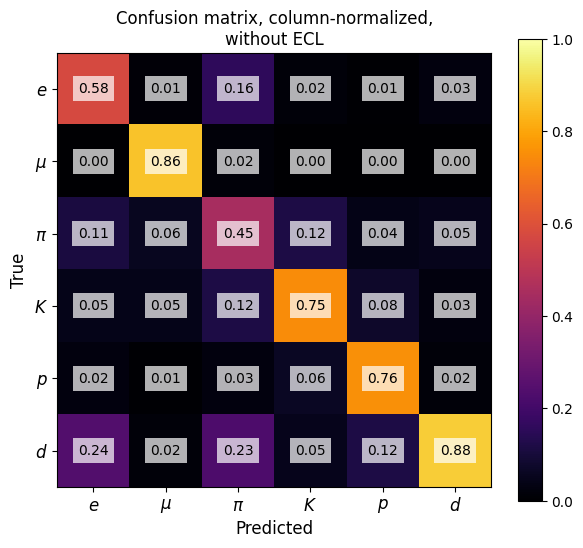 Confusion matrix, column-normalized,
without ECL
e 0.58 0.01 0.16 0.02 0.01 0.03
μ 0.00 0.86 0.02 0.00 0.00 0.00
π 0.11 0.06 0.45 0.12 0.04 0.05
K 0.05 0.05 0.12 0.75 0.08 0.03
p 0.02 0.01 0.03 0.06 0.76 0.02
d 0.24 0.02 0.23 0.05 0.12 0.88
e μ π K p d
Predicted
True
1.0
0.8
0.6
0.4
0.2
0.0